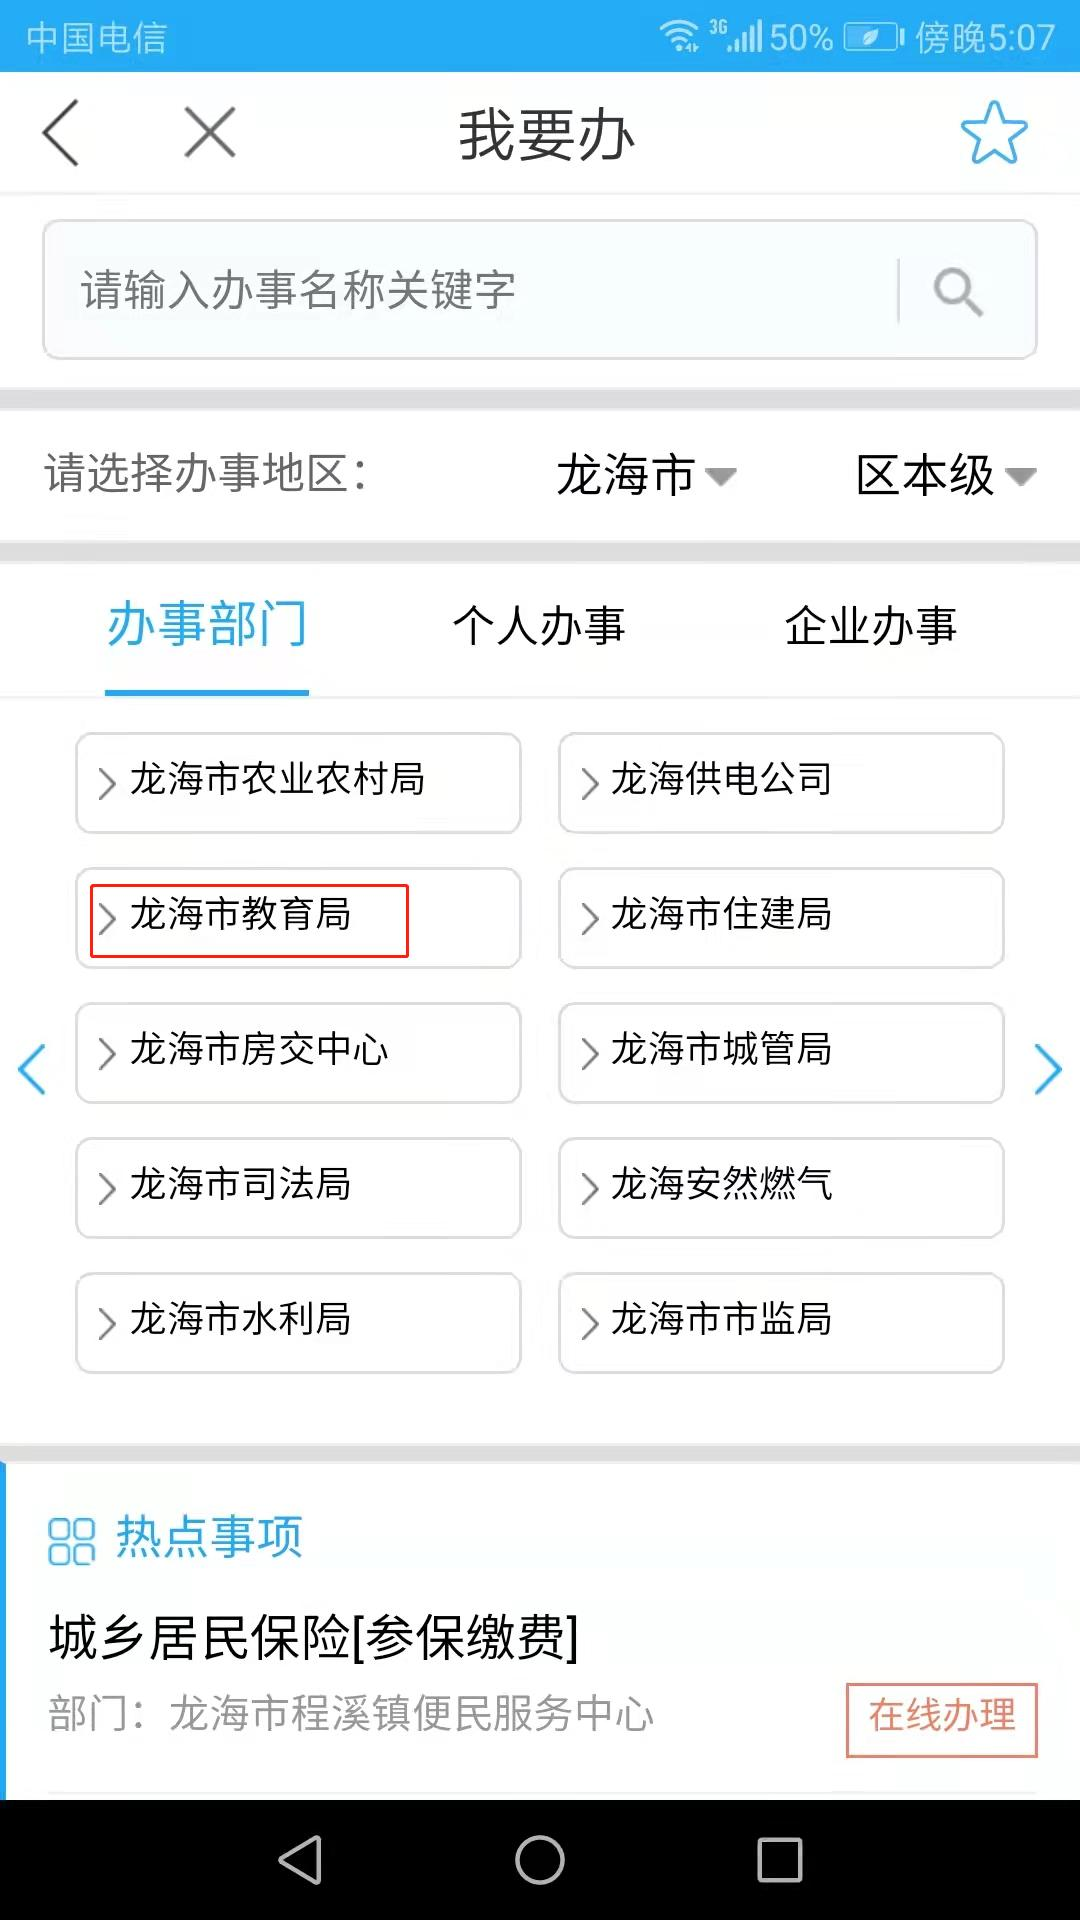 中国电信 3G 50% 傍晚5:07
我要办
请输入办事名称关键字
请选择办事地区： 龙海市 区本级
办事部门 个人办事 企业办事
龙海市农业农村局 龙海供电公司
龙海市教育局 龙海市住建局
龙海市房交中心 龙海市城管局
龙海市司法局 龙海安然燃气
龙海市水利局 龙海市市监局
热点事项
城乡居民保险[参保缴费]
部门：龙海市程溪镇便民服务中心
在线办理